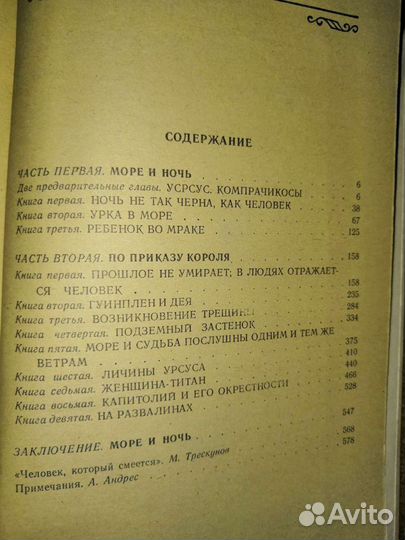 СОДЕРЖАНИЕ
ЧАСТЬ ПЕРВАЯ. МОРЕ И НОЧЬ . . . . . . 6
Две предварительные главы. УСРСУС. КОМПРАЧИКОСЫ 6
Книга первая. НОЧЬ НЕ ТАК ЧЕРНА, КАК ЧЕЛОВЕК . . 38
Книга вторая. УРКА В МОРЕ . . . . . . 67
Книга третья. РЕБЕНОК ВО МРАКЕ . . . . . 125
ЧАСТЬ ВТОРАЯ. ПО ПРИКАЗУ КОРОЛЯ . . . . 158
Книга первая. ПРОШЛОЕ НЕ УМИРАЕТ; В ЛЮДЯХ ОТРАЖАЕТ-
СЯ ЧЕЛОВЕК . . . . . . 158
Книга вторая. ГУИНПЛЕН И ДЕЯ . . . . . 235
Книга третья. ВОЗНИКНОВЕНИЕ ТРЕЩИНЫ . . . 284
Книга четвертая. ПОДЗЕМНЫЙ ЗАСТЕНОК . . . 334
Книга пятая. МОРЕ И СУДЬБА ПОСЛУШНЫ ОДНИМ И ТЕМ ЖЕ
ВЕТРАМ . . . . . . 375
Книга шестая. ЛИЧИНЫ УРСУСА . . . . . 410
Книга седьмая. ЖЕНЩИНА-ТИТАН . . . . . 440
Книга восьмая. КАПИТОЛИЙ И ЕГО ОКРЕСТНОСТИ . . 466
Книга девятая. НА РАЗВАЛИНАХ . . . . . 528
ЗАКЛЮЧЕНИЕ. МОРЕ И НОЧЬ . . . . . . 547
«Человек, который смеется». М. Трескунов . . . 568
Примечания. А. Андрес . . . . . . 578
Avito